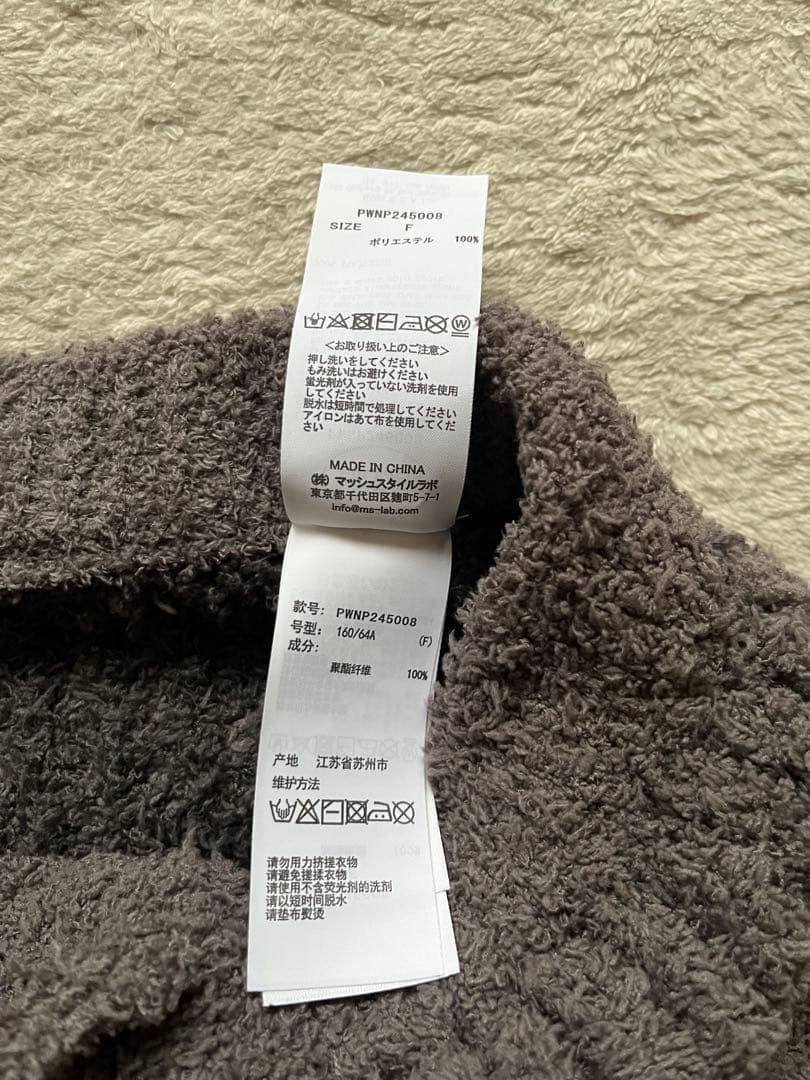 PWNP245008
SIZE F
ポリエステル 100%
W
<お取り扱い上のご注意>
押し洗いをしてください
もみ洗いはお避けください
蛍光剤が入っていない洗剤を使用
してください
脱水は短時間で処理してください
アイロンはあて布を使用してくだ
さい
MADE IN CHINA
㈱ マッシュスタイルラボ
東京都千代田区麹町5-7-1
info@ms-lab.com
款号: PWNP245008
号型: 160/64A (F)
成分:
聚酯纤维 100%
产地 江苏省苏州市
维护方法
请勿用力挤搓衣物
请避免搓揉衣物
请使用不含荧光剂的洗剂
请以短时间脱水
请垫布熨烫